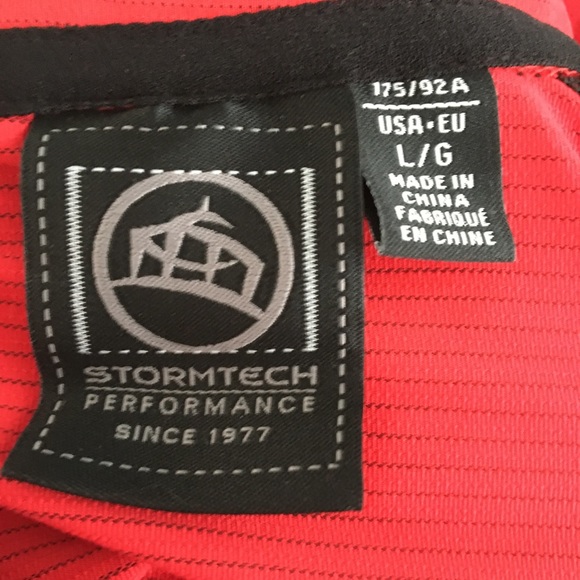 STORMTECH
PERFORMANCE
SINCE 1977
175/92A
USA•EU
L/G
MADE IN
CHINA
FABRIQUÉ
EN CHINE